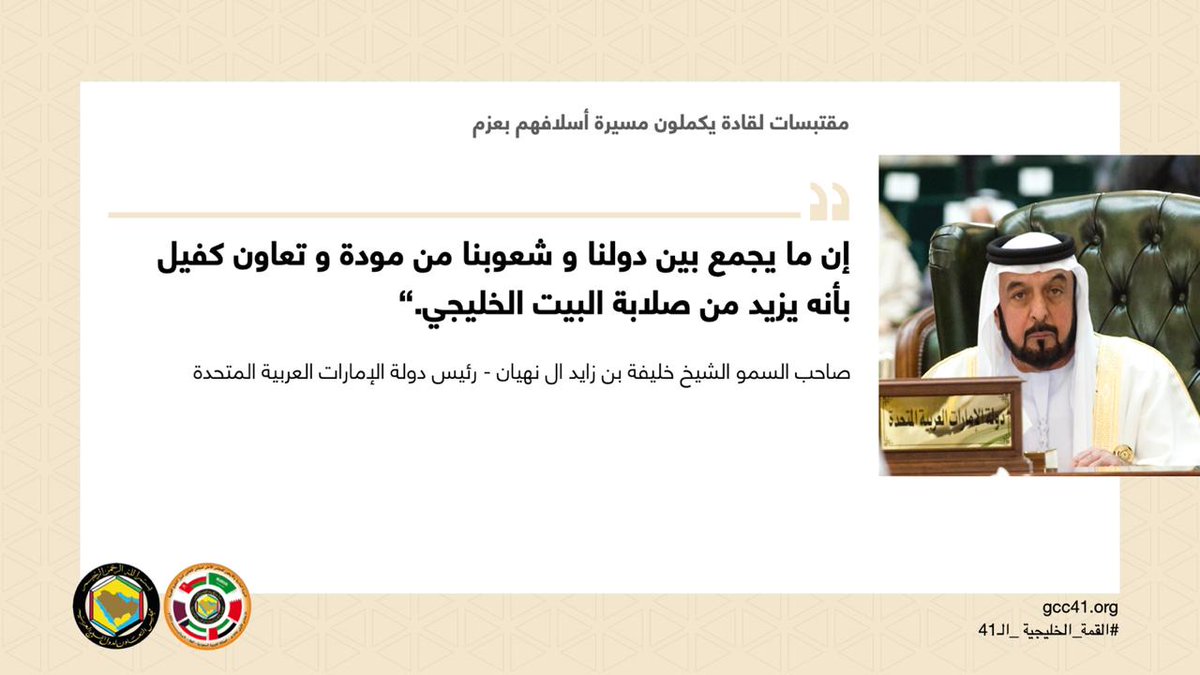 مقتبسات لقادة يكملون مسيرة أسلافهم بعزم
إن ما يجمع بين دولنا و شعوبنا من مودة و تعاون كفيل
بأنه يزيد من صلابة البيت الخليجي.“
صاحب السمو الشيخ خليفة بن زايد ال نهيان - رئيس دولة الإمارات العربية المتحدة
دولة الإمارات العربية المتحدة
gcc41.org
#القمة_الخليجية _الـ41